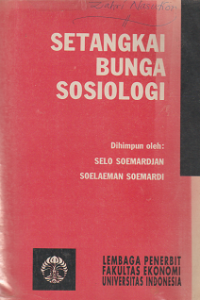 SETANGKAI
BUNGA
SOSIOLOGI
Dihimpun oleh:
SELO SOEMARDJAN
SOELAEMAN SOEMARDI
LEMBAGA PENERBIT
FAKULTAS EKONOMI
UNIVERSITAS INDONESIA